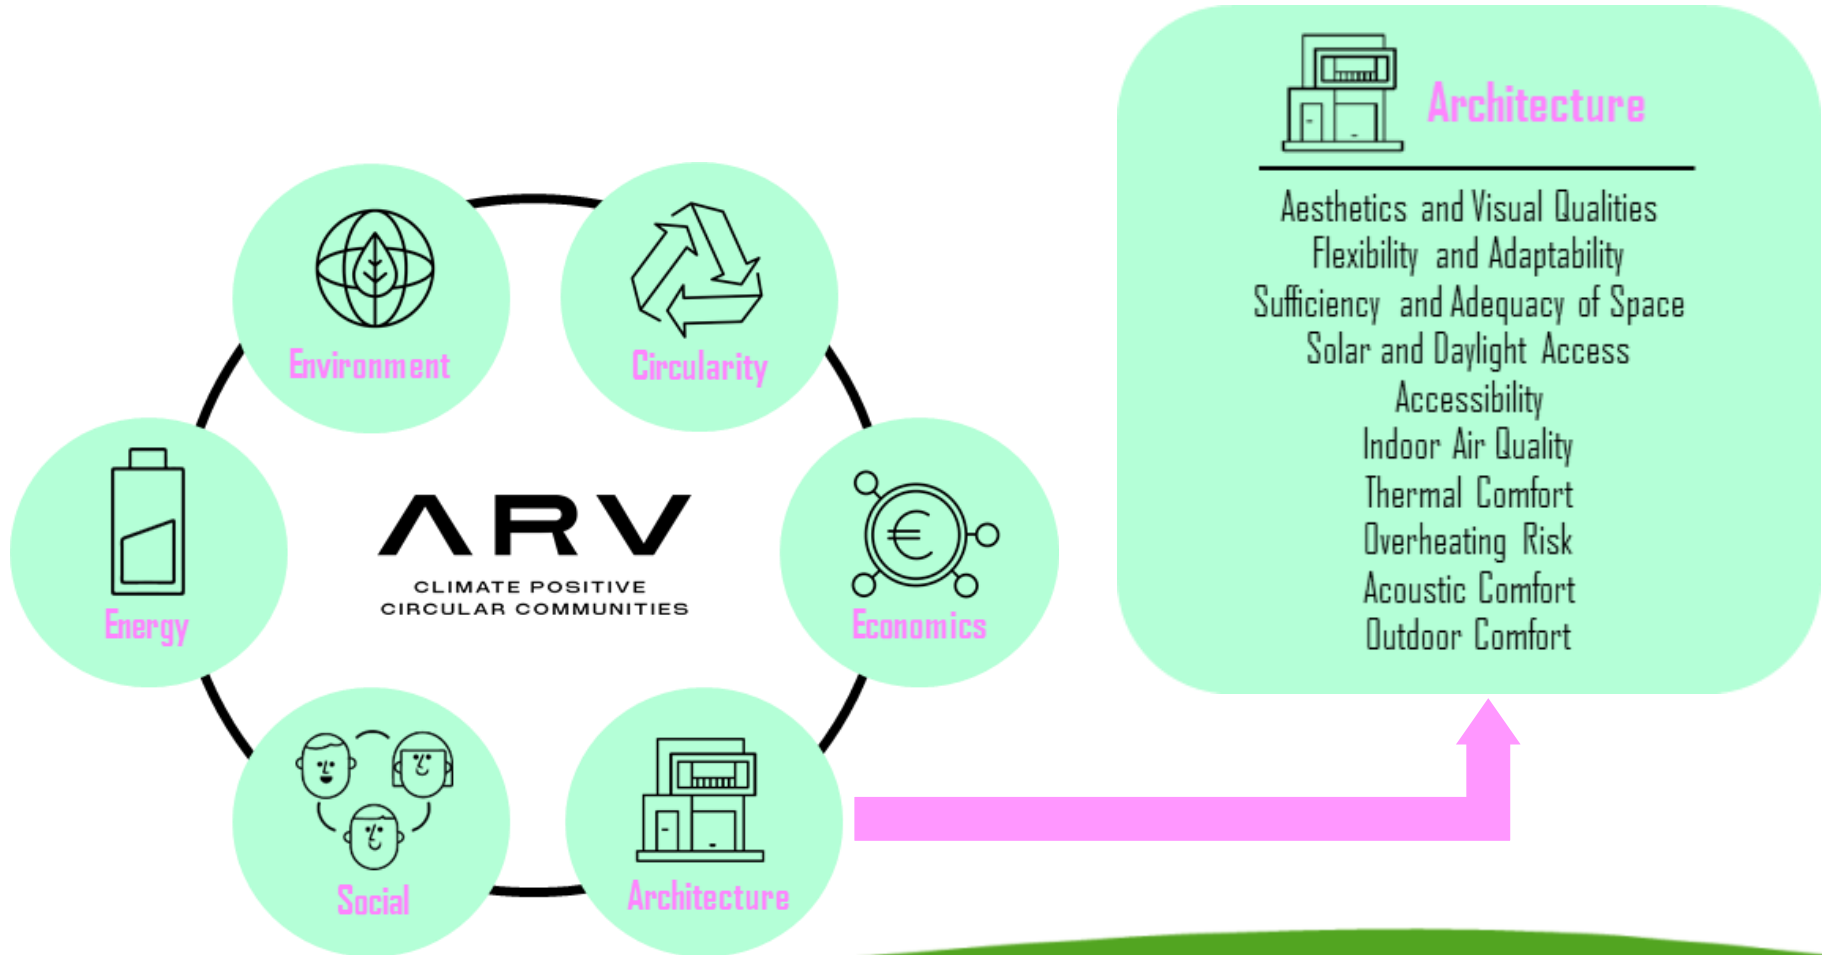 Environment
Circularity
Energy
ARV
CLIMATE POSITIVE
CIRCULAR COMMUNITIES
Economics
Social
Architecture
Architecture
Aesthetics and Visual Qualities
Flexibility and Adaptability
Sufficiency and Adequacy of Space
Solar and Daylight Access
Accessibility
Indoor Air Quality
Thermal Comfort
Overheating Risk
Acoustic Comfort
Outdoor Comfort